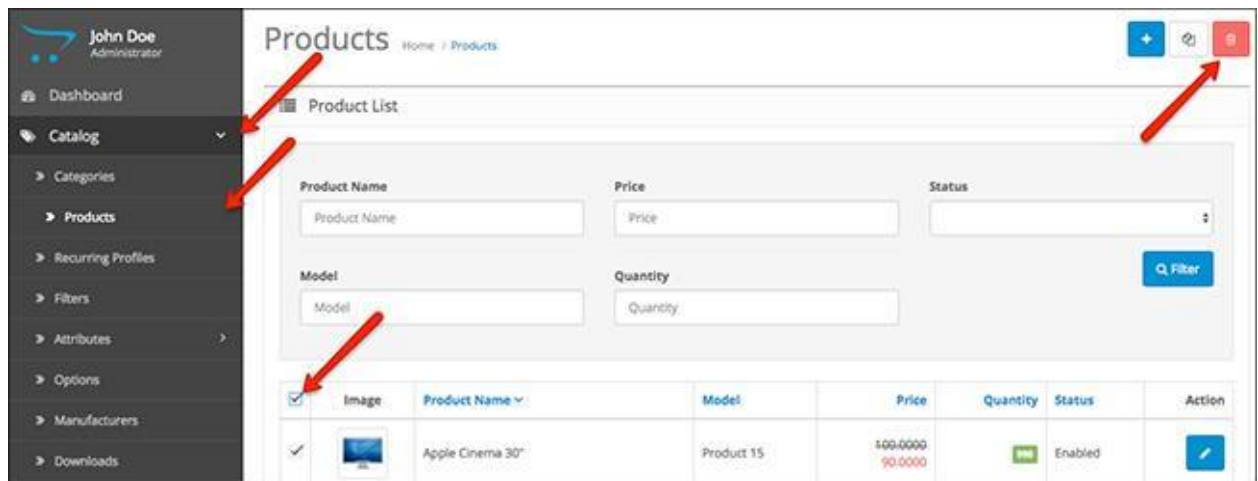 John Doe
Administrator
Dashboard
Catalog
Categories
Products
Recurring Profiles
Filters
Attributes
Options
Manufacturers
Downloads
Products Home / Products
Product List
Product Name Price Status
Product Name Price
Model Quantity
Model Quantity
Filter
Image Product Name Model Price Quantity Status Action
Apple Cinema 30" Product 15 100.0000 Enabled
90.0000